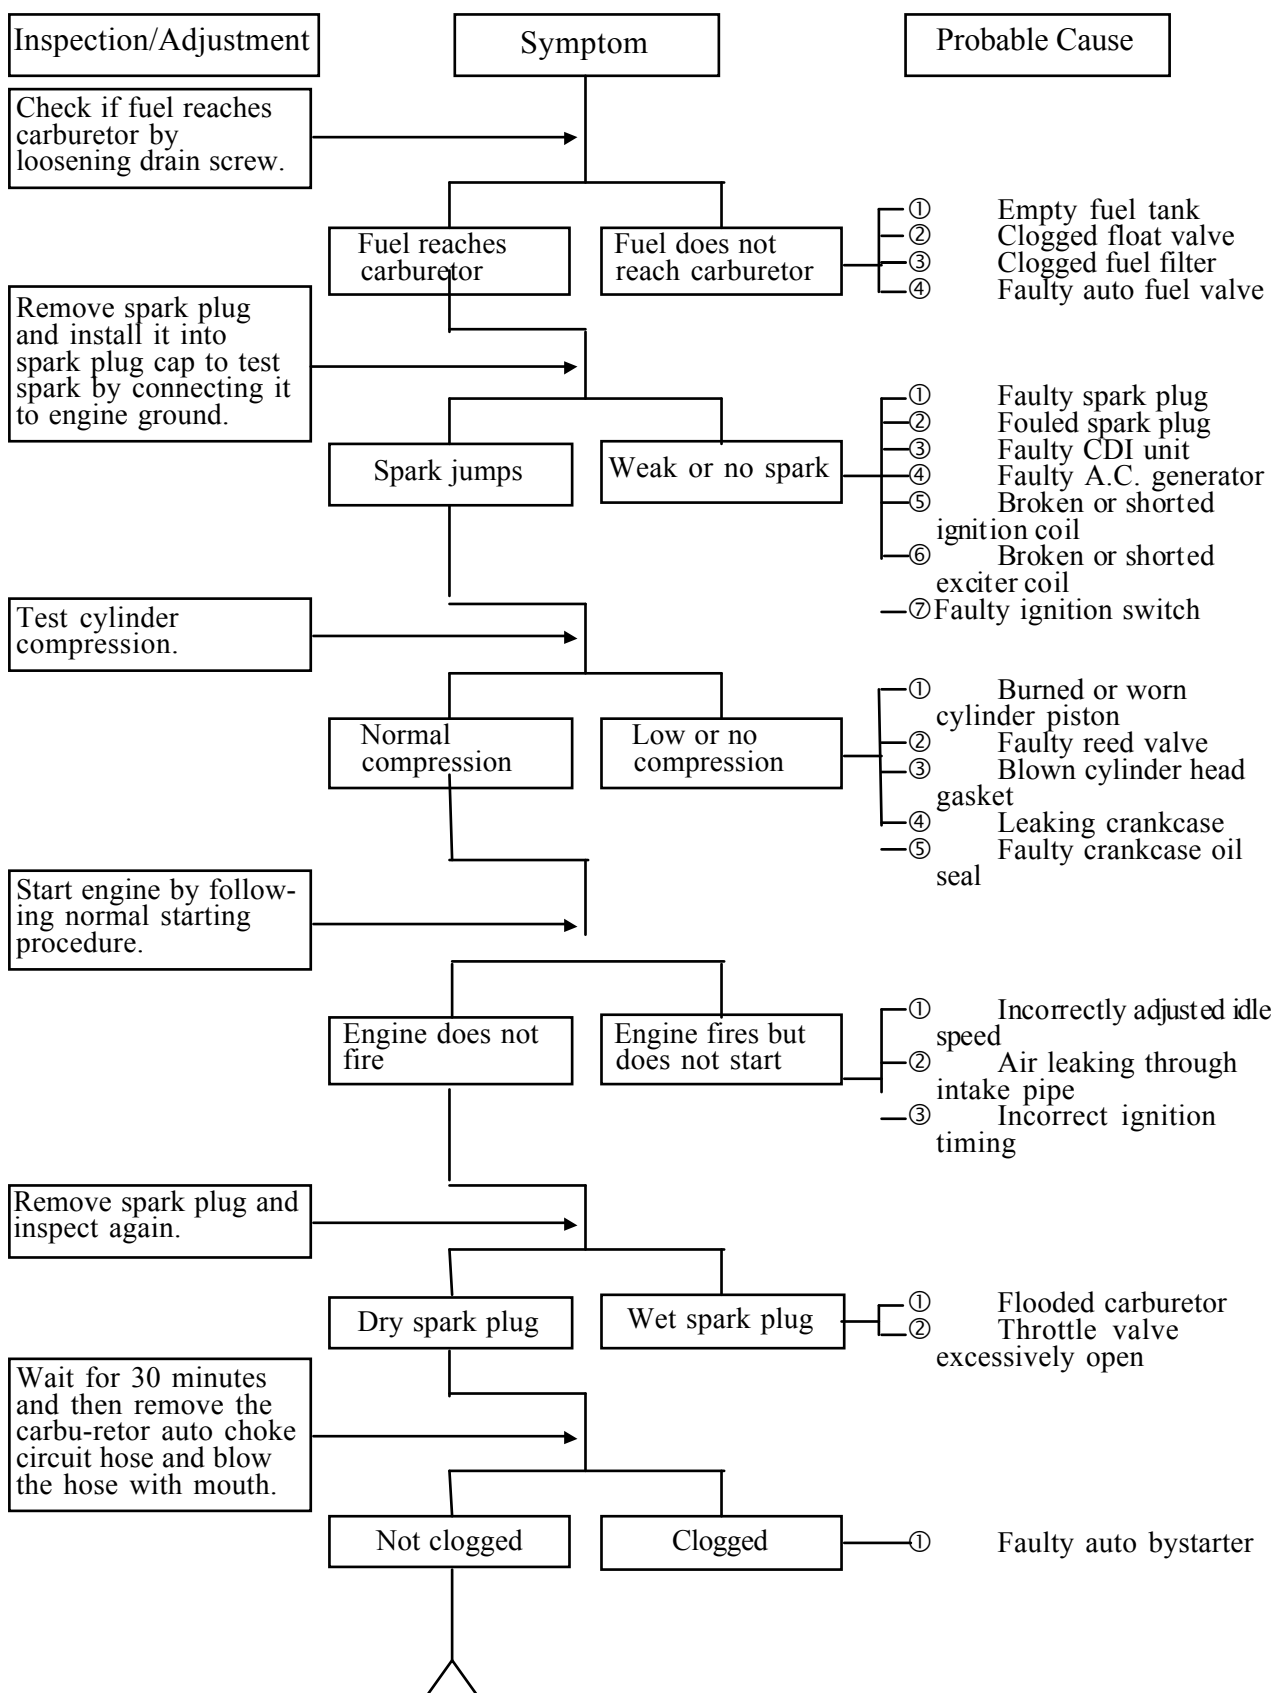 Inspection/Adjustment
Symptom
Probable Cause
Check if fuel reaches
carburetor by
loosening drain screw.
Fuel reaches
carburetor
Fuel does not
reach carburetor
① Empty fuel tank
② Clogged float valve
③ Clogged fuel filter
④ Faulty auto fuel valve
Remove spark plug
and install it into
spark plug cap to test
spark by connecting it
to engine ground.
Spark jumps
Weak or no spark
① Faulty spark plug
② Fouled spark plug
③ Faulty CDI unit
④ Faulty A.C. generator
⑤ Broken or shorted
ignition coil
⑥ Broken or shorted
exciter coil
⑦Faulty ignition switch
Test cylinder
compression.
Normal
compression
Low or no
compression
① Burned or worn
cylinder piston
② Faulty reed valve
③ Blown cylinder head
gasket
④ Leaking crankcase
⑤ Faulty crankcase oil
seal
Start engine by follow-
ing normal starting
procedure.
Engine does not
fire
Engine fires but
does not start
① Incorrectly adjusted idle
speed
② Air leaking through
intake pipe
③ Incorrect ignition
timing
Remove spark plug and
inspect again.
Dry spark plug
Wet spark plug
① Flooded carburetor
② Throttle valve
excessively open
Wait for 30 minutes
and then remove the
carbu-retor auto choke
circuit hose and blow
the hose with mouth.
Not clogged
Clogged
① Faulty auto bystarter